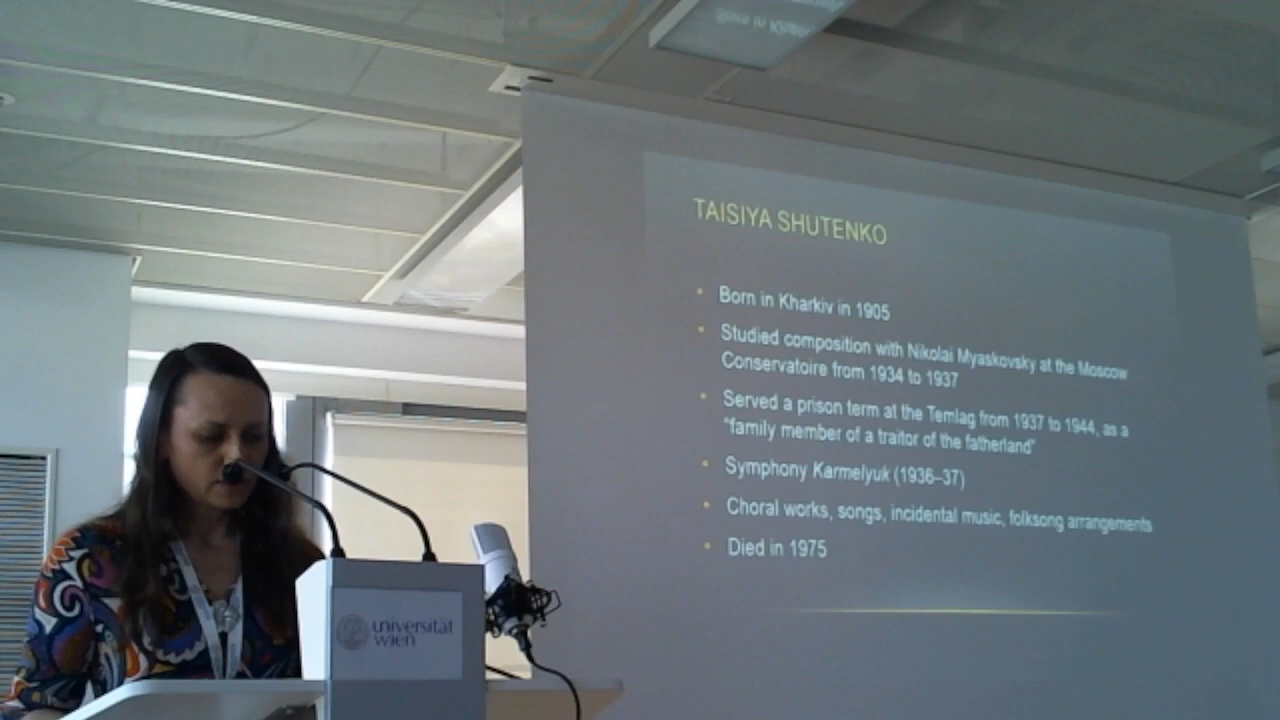 TAISIYA SHUTENKO
• Born in Kharkiv in 1905
• Studied composition with Nikolai Myaskovsky at the Moscow
Conservatoire from 1934 to 1937
• Served a prison term at the Temlag from 1937 to 1944, as a
"family member of a traitor of the fatherland"
• Symphony Karmelyuk (1936–37)
• Choral works, songs, incidental music, folksong arrangements
• Died in 1975
universität
wien